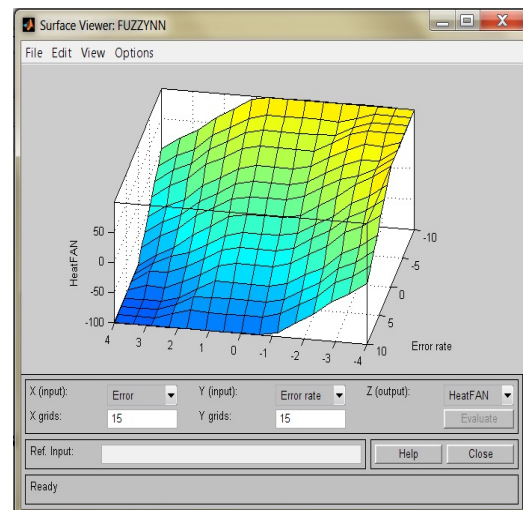 Surface Viewer: FUZZYNN
File Edit View Options
HeatFAN
50
0
-50
-100
4 3 2 1 0 -1 -2 -3 -4
-10
-5
0
5
10
Error rate
X (input): Error Y (input): Error rate Z (output): HeatFAN
X grids: 15 Y grids: 15 Evaluate
Ref. Input: Help Close
Ready